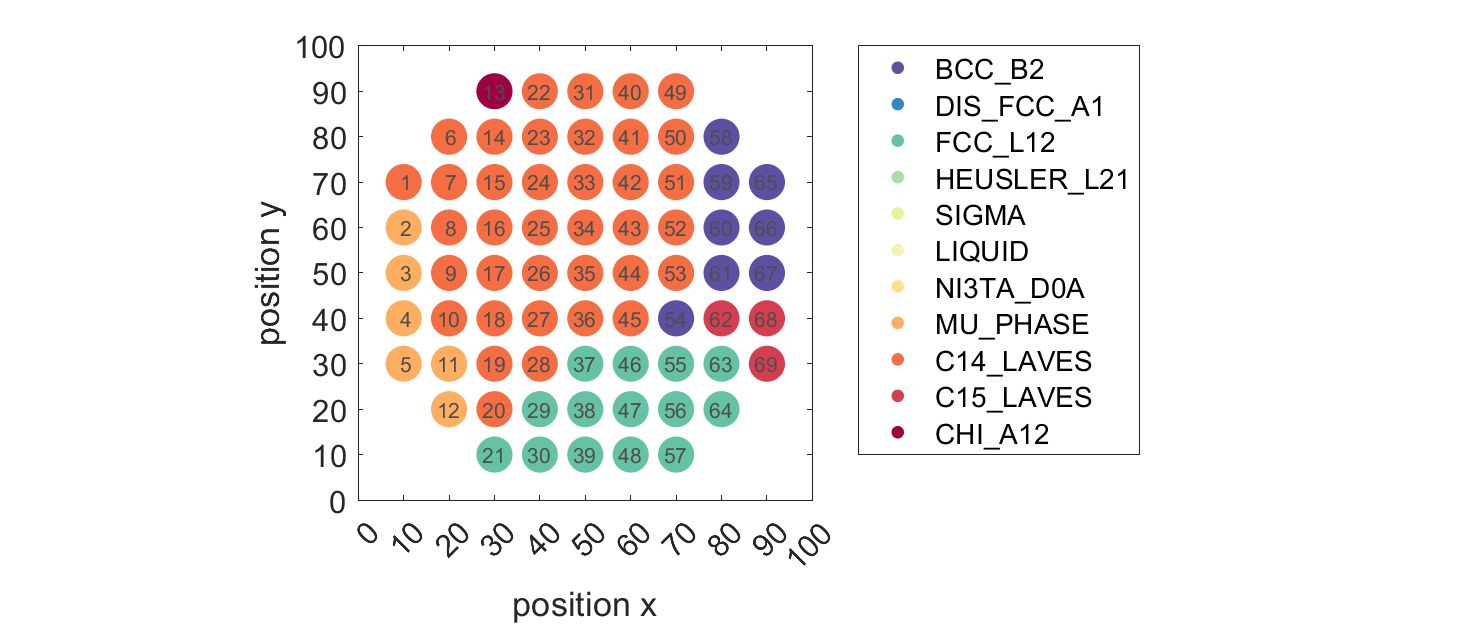 100
90 13 22 31 40 49
80 6 14 23 32 41 50 58
70 1 7 15 24 33 42 51 59 65
60 2 8 16 25 34 43 52 60 66
50 3 9 17 26 35 44 53 61 67
40 4 10 18 27 36 45 54 62 68
30 5 11 19 28 37 46 55 63 69
20 12 20 29 38 47 56 64
10 21 30 39 48 57
0
0 10 20 30 40 50 60 70 80 90 100
position x
position y
BCC_B2
DIS_FCC_A1
FCC_L12
HEUSLER_L21
SIGMA
LIQUID
NI3TA_D0A
MU_PHASE
C14_LAVES
C15_LAVES
CHI_A12